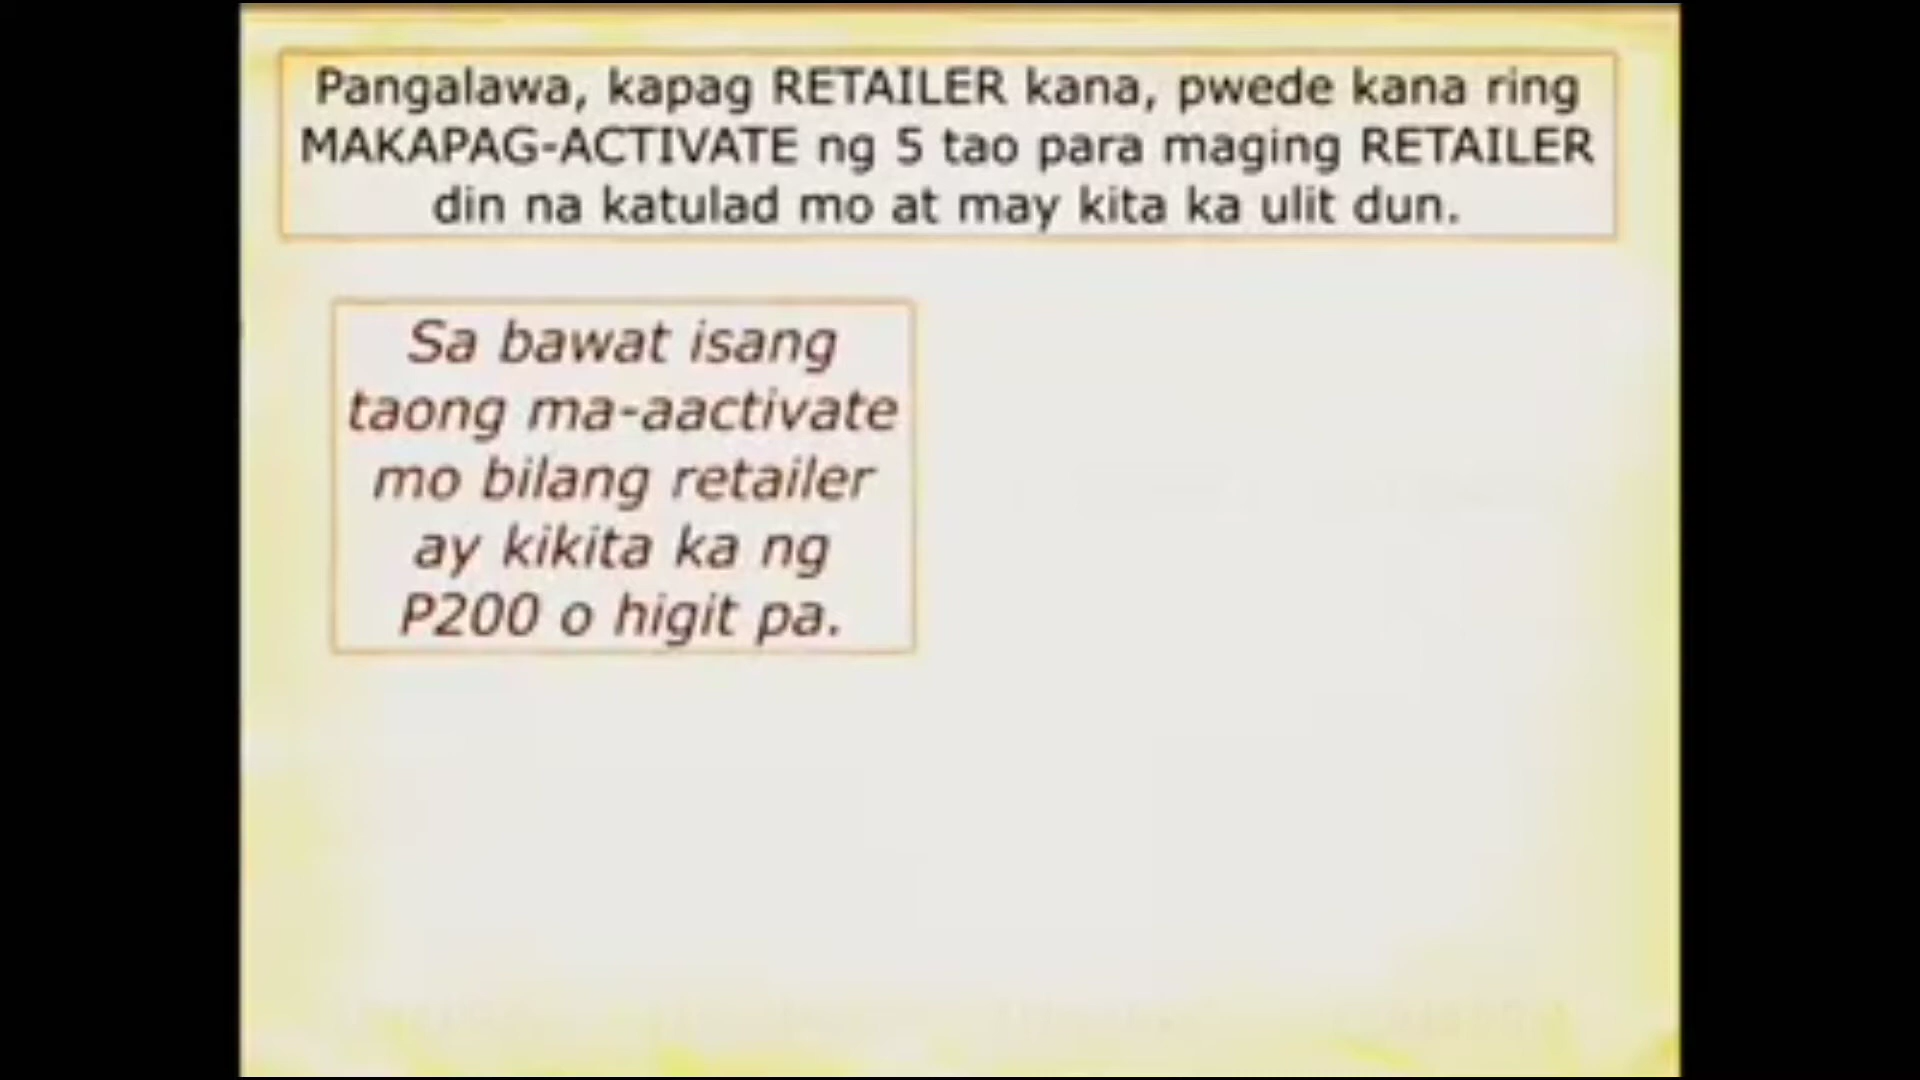 Pangalawa, kapag RETAILER kana, pwede kana ring
MAKAPAG-ACTIVATE ng 5 tao para maging RETAILER
din na katulad mo at may kita ka ulit dun.
Sa bawat isang
taong ma-aactivate
mo bilang retailer
ay kikita ka ng
P200 o higit pa.